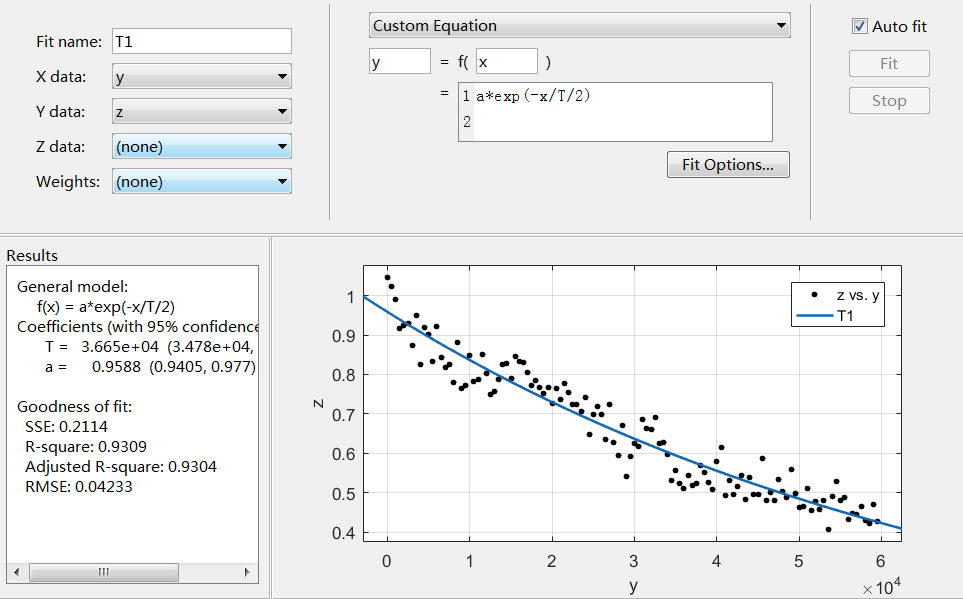 Fit name: T1
X data: y
Y data: z
Z data: (none)
Weights: (none)
Custom Equation
y = f( x )
= 1 a*exp(-x/T/2)
2
Fit Options...
Auto fit
Fit
Stop
Results
General model:
f(x) = a*exp(-x/T/2)
Coefficients (with 95% confidence
T = 3.665e+04 (3.478e+04,
a = 0.9588 (0.9405, 0.977)
Goodness of fit:
SSE: 0.2114
R-square: 0.9309
Adjusted R-square: 0.9304
RMSE: 0.04233
z vs. y
T1
1
0.9
0.8
0.7
0.6
0.5
0.4
z
0 1 2 3 4 5 6
y
×10⁴